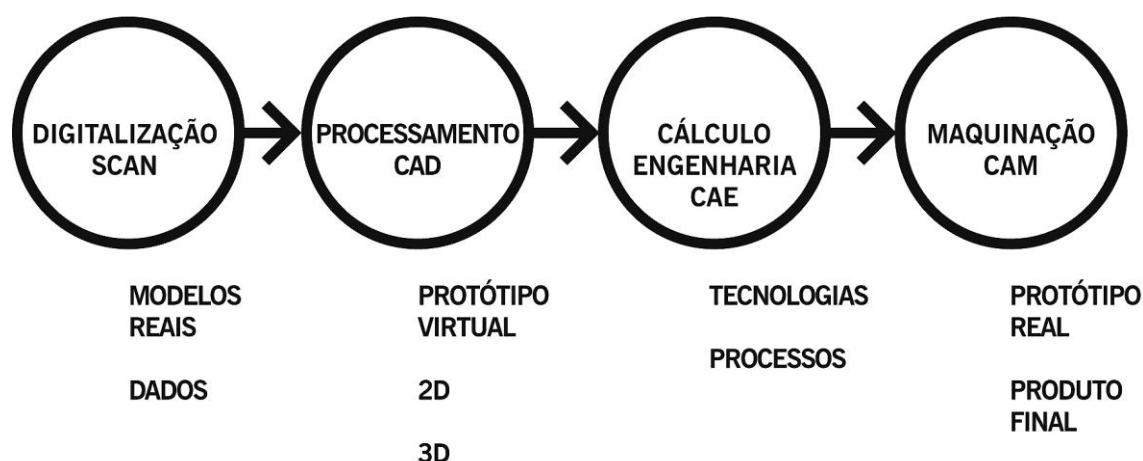 DIGITALIZAÇÃO
SCAN
PROCESSAMENTO
CAD
CÁLCULO
ENGENHARIA
CAE
MAQUINAÇÃO
CAM
MODELOS
REAIS
DADOS
PROTÓTIPO
VIRTUAL
2D
3D
TECNOLOGIAS
PROCESSOS
PROTÓTIPO
REAL
PRODUTO
FINAL